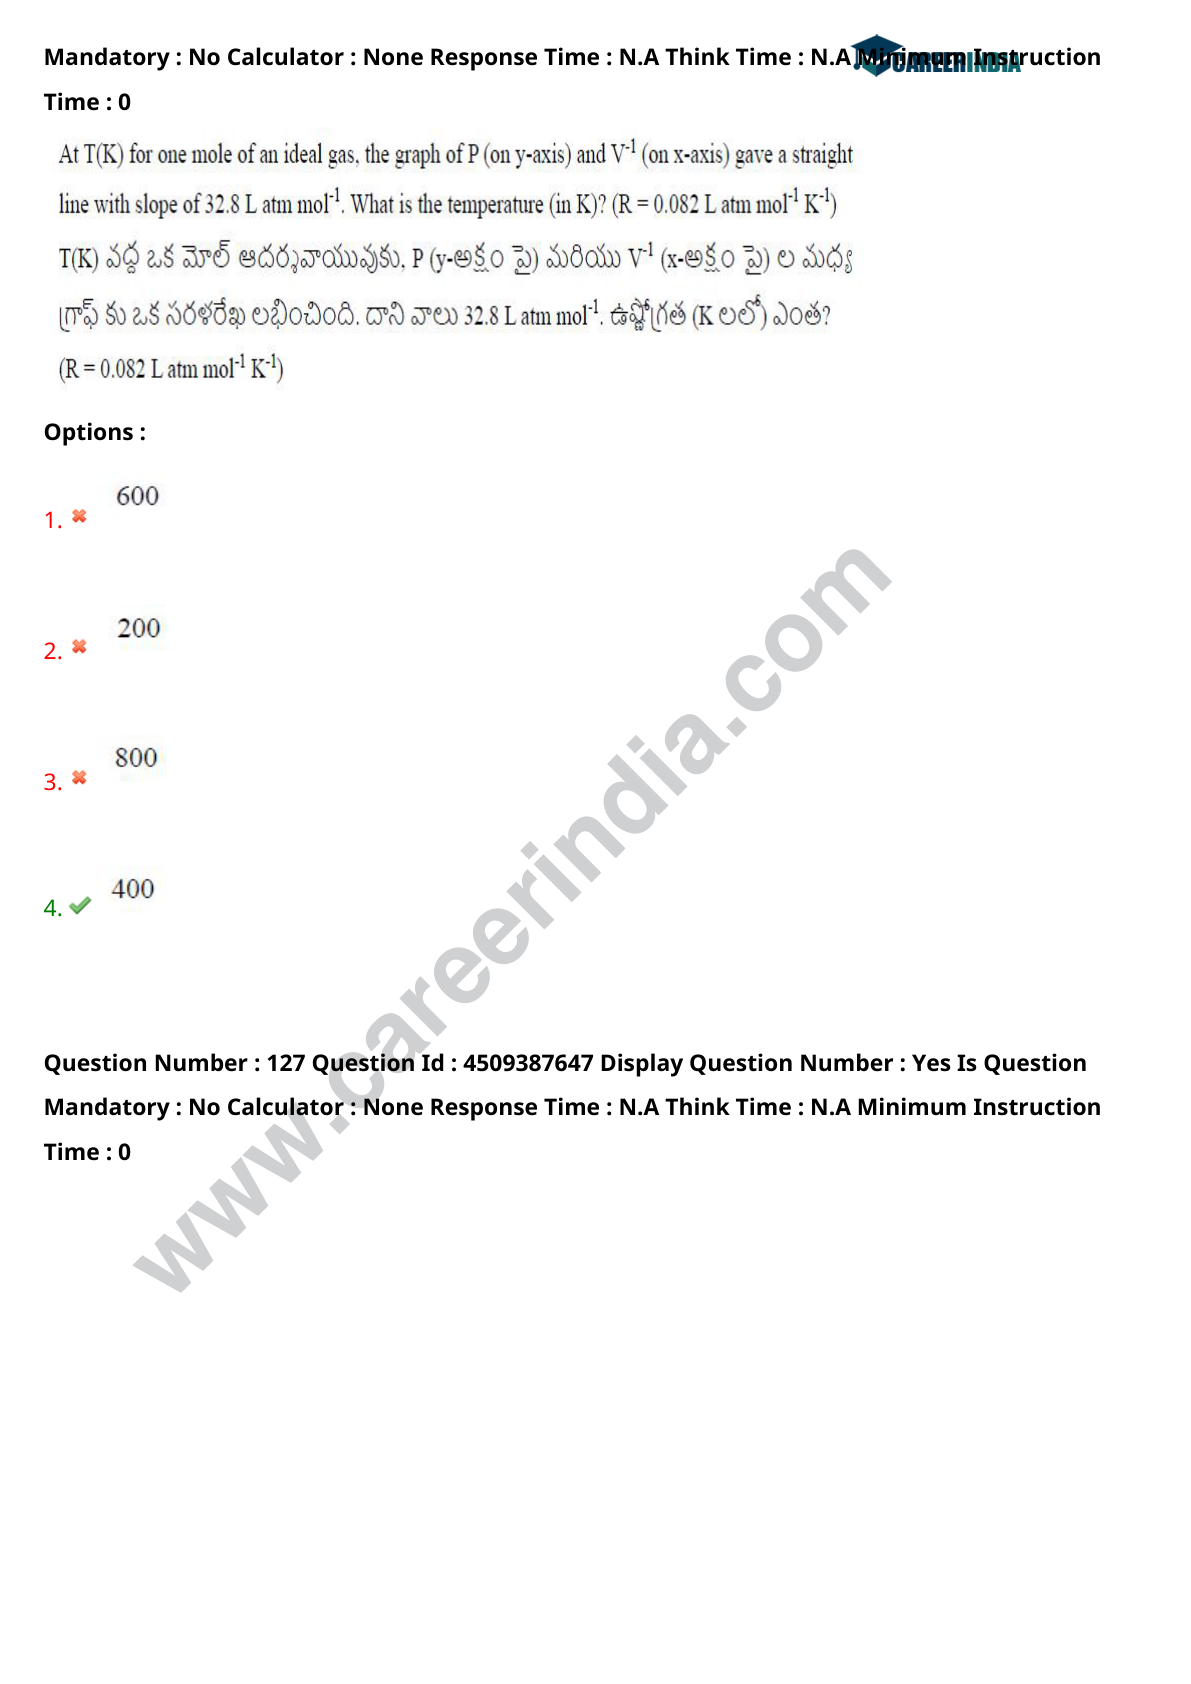 Mandatory : No Calculator : None Response Time : N.A Think Time : N.A Minimum Instruction
CAREERINDIA
Time : 0
At T(K) for one mole of an ideal gas, the graph of P (on y-axis) and V⁻¹ (on x-axis) gave a straight
line with slope of 32.8 L atm mol⁻¹. What is the temperature (in K)? (R = 0.082 L atm mol⁻¹ K⁻¹)
T(K) వద్ద ఒక మోల్ ఆదర్శవాయువుకు, P (y-అక్షం పై) మరియు V⁻¹ (x-అక్షం పై) ల మధ్య
గ్రాఫ్ కు ఒక సరళరేఖ లభించింది. దాని వాలు 32.8 L atm mol⁻¹. ఉష్ణోగ్రత (K లలో) ఎంత?
(R = 0.082 L atm mol⁻¹ K⁻¹)
Options :
1. 600
2. 200
3. 800
4. 400
www.careerindia.com
Question Number : 127 Question Id : 4509387647 Display Question Number : Yes Is Question
Mandatory : No Calculator : None Response Time : N.A Think Time : N.A Minimum Instruction
Time : 0